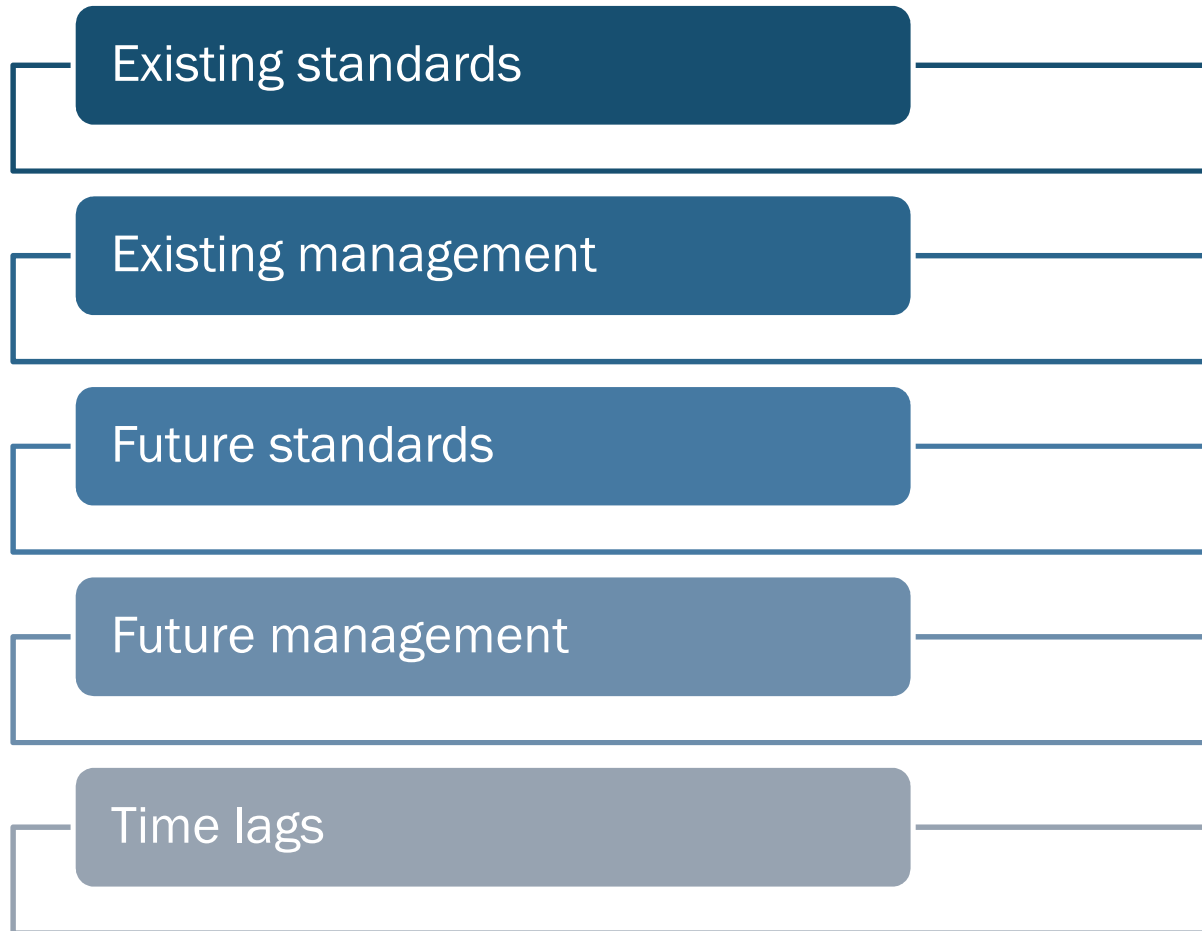 Existing standards
Existing management
Future standards
Future management
Time lags